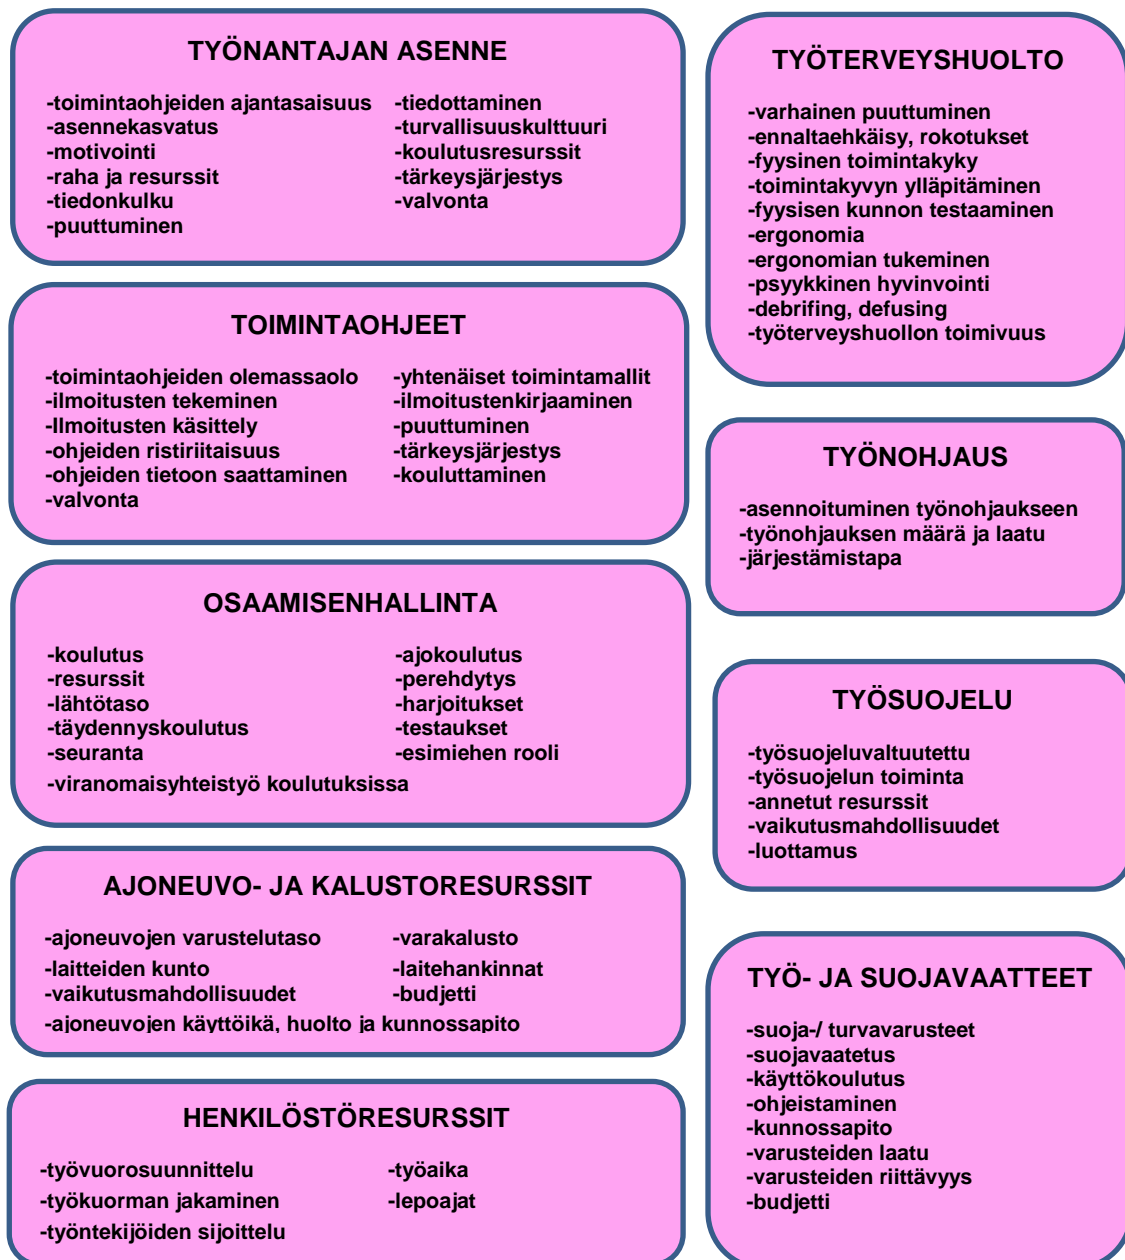 TYÖNANTAJAN ASENNE
-toimintaohjeiden ajantasaisuus -tiedottaminen
-asennekasvatus -turvallisuuskulttuuri
-motivointi -koulutusresurssit
-raha ja resurssit -tärkeysjärjestys
-tiedonkulku -valvonta
-puuttuminen
TOIMINTAOHJEET
-toimintaohjeiden olemassaolo -yhtenäiset toimintamallit
-ilmoitusten tekeminen -ilmoitustenkirjaaminen
-Ilmoitusten käsittely -puuttuminen
-ohjeiden ristiriitaisuus -tärkeysjärjestys
-ohjeiden tietoon saattaminen -kouluttaminen
-valvonta
OSAAMISENHALLINTA
-koulutus -ajokoulutus
-resurssit -perehdytys
-lähtötaso -harjoitukset
-täydennyskoulutus -testaukset
-seuranta -esimiehen rooli
-viranomaisyhteistyö koulutuksissa
AJONEUVO- JA KALUSTORESURSSIT
-ajoneuvojen varustelutaso -varakalusto
-laitteiden kunto -laitehankinnat
-vaikutusmahdollisuudet -budjetti
-ajoneuvojen käyttöikä, huolto ja kunnossapito
HENKILÖSTÖRESURSSIT
-työvuorosuunnittelu -työaika
-työkuorman jakaminen -lepoajat
-työntekijöiden sijoittelu
TYÖTERVEYSHUOLTO
-varhainen puuttuminen
-ennaltaehkäisy, rokotukset
-fyysinen toimintakyky
-toimintakyvyn ylläpitäminen
-fyysisen kunnon testaaminen
-ergonomia
-ergonomian tukeminen
-psyykkinen hyvinvointi
-debrifing, defusing
-työterveyshuollon toimivuus
TYÖNOHJAUS
-asennoituminen työnohjaukseen
-työnohjauksen määrä ja laatu
-järjestämistapa
TYÖSUOJELU
-työsuojeluvaltuutettu
-työsuojelun toiminta
-annetut resurssit
-vaikutusmahdollisuudet
-luottamus
TYÖ- JA SUOJAVAATTEET
-suoja-/ turvavarusteet
-suojavaatetus
-käyttökoulutus
-ohjeistaminen
-kunnossapito
-varusteiden laatu
-varusteiden riittävyys
-budjetti